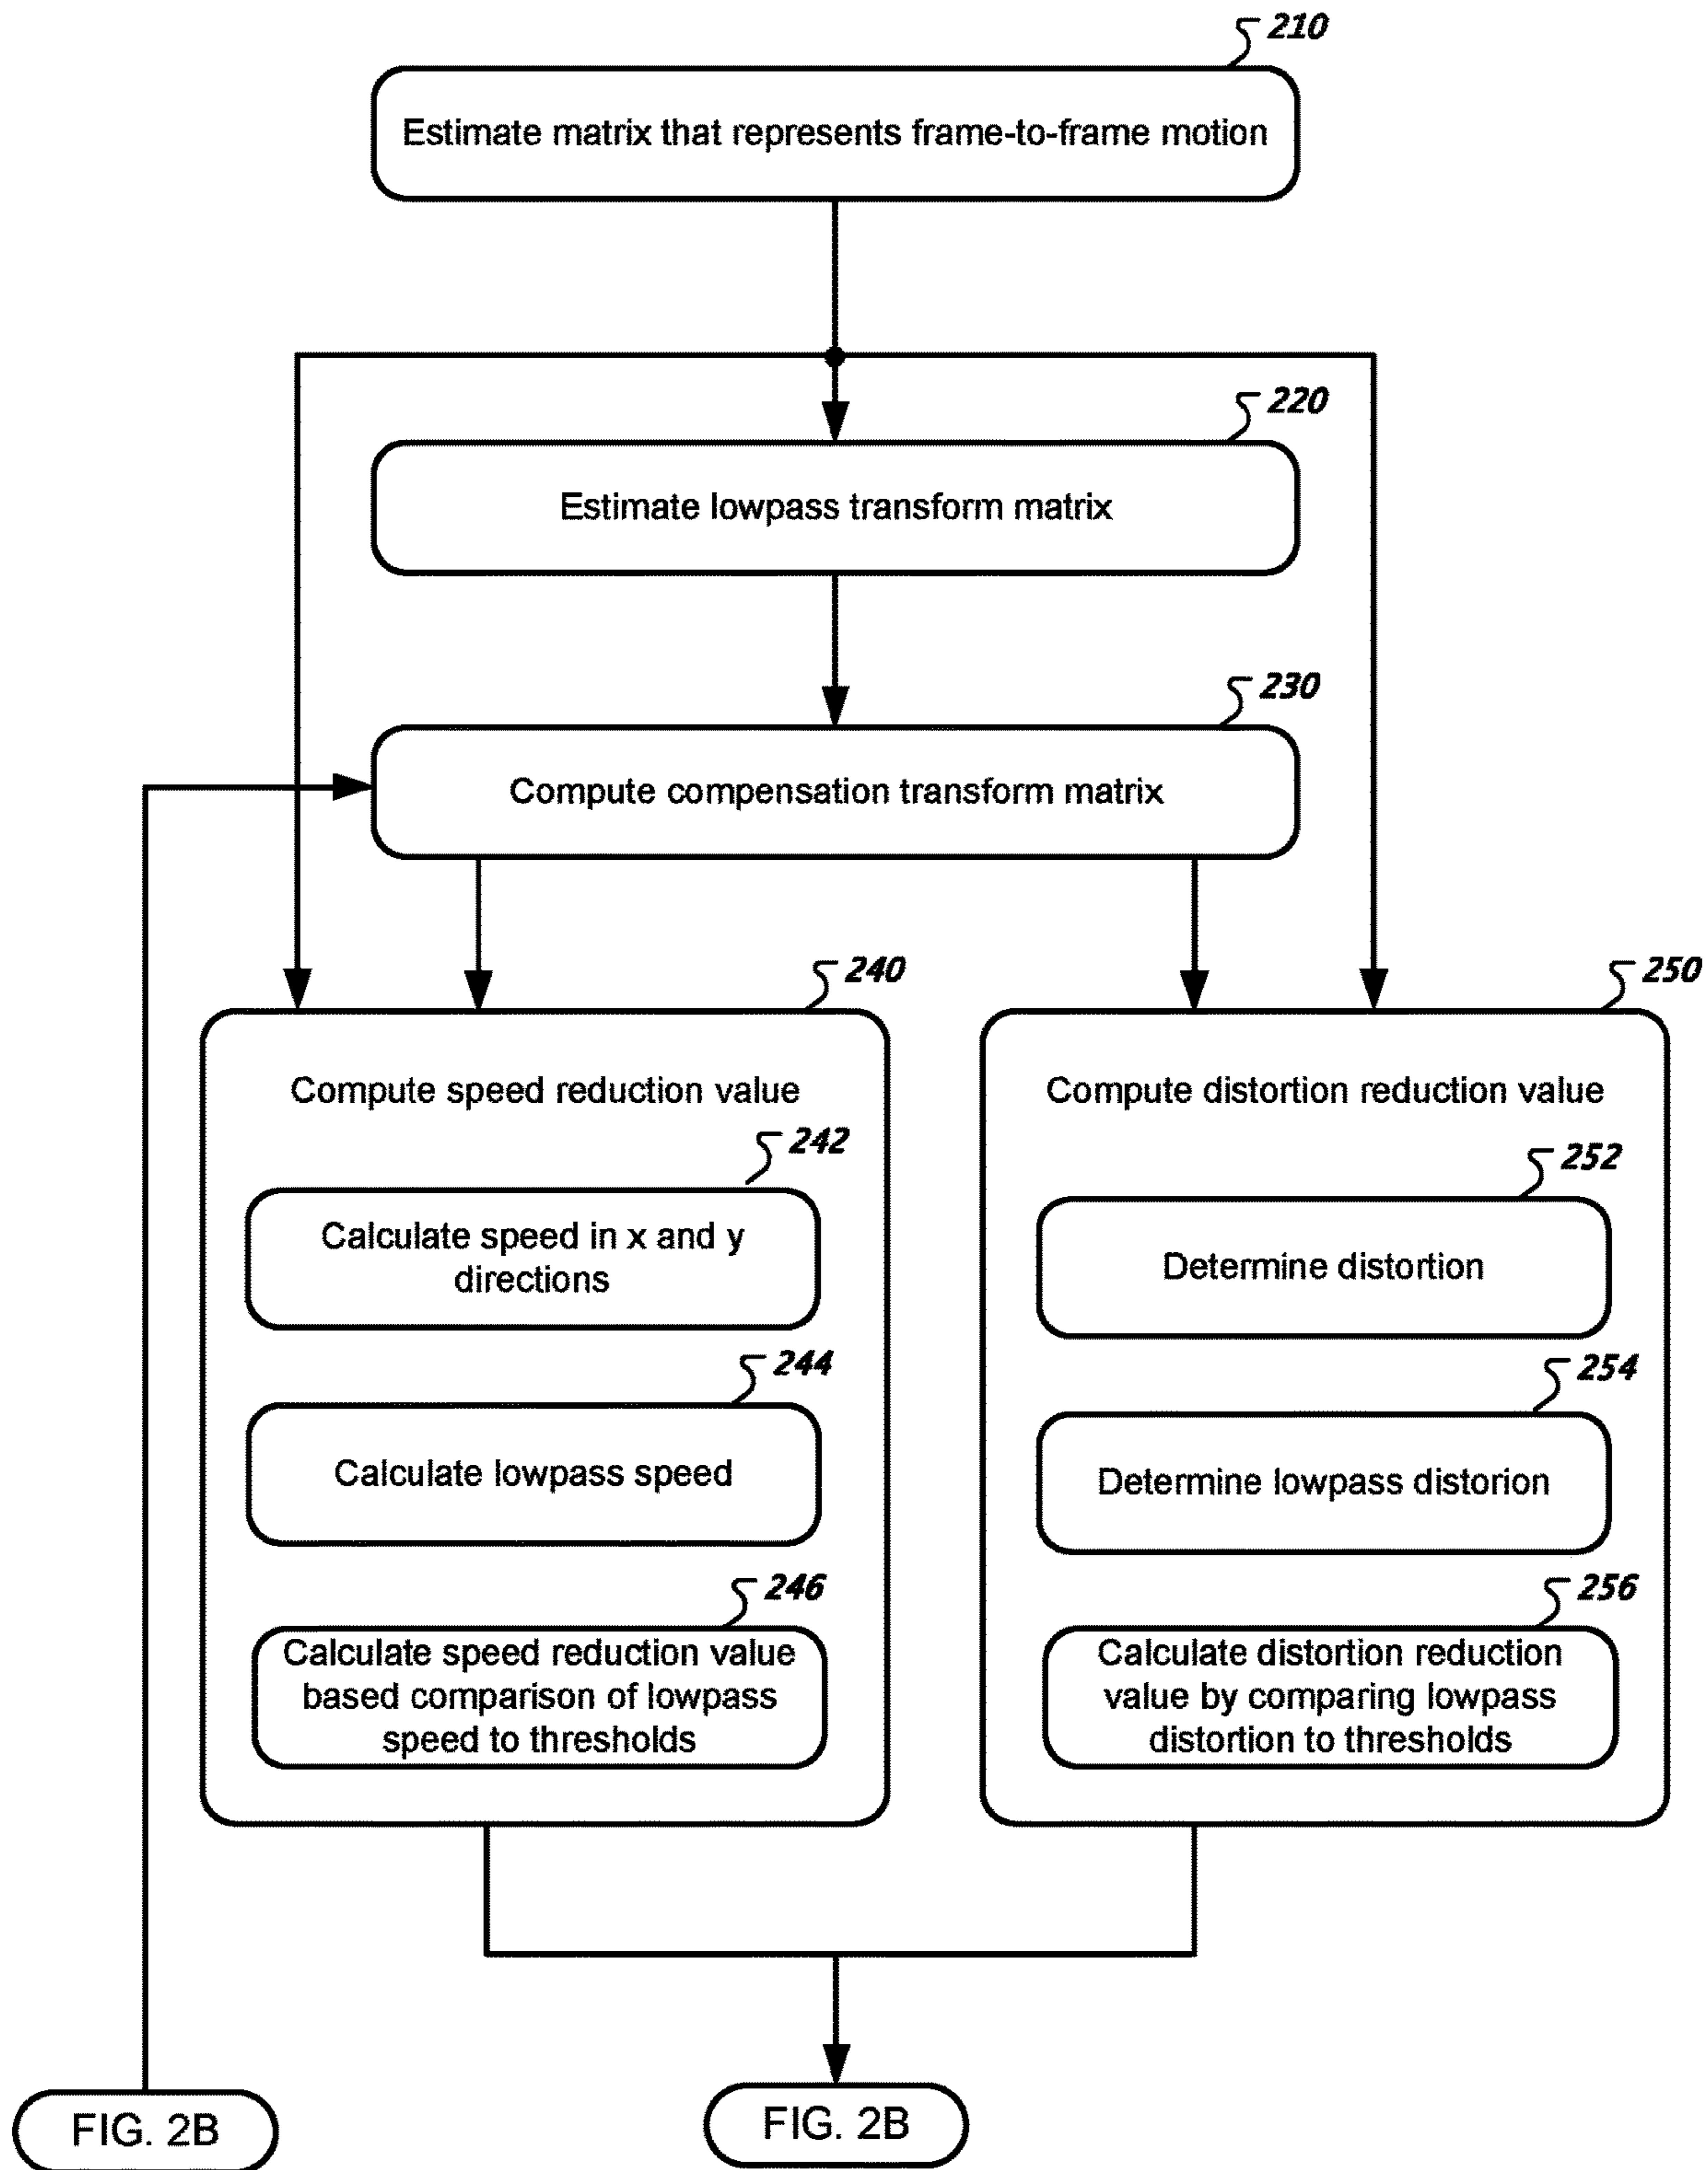 210
Estimate matrix that represents frame-to-frame motion
220
Estimate lowpass transform matrix
230
Compute compensation transform matrix
240
Compute speed reduction value
242
Calculate speed in x and y
directions
244
Calculate lowpass speed
246
Calculate speed reduction value
based comparison of lowpass
speed to thresholds
250
Compute distortion reduction value
252
Determine distortion
254
Determine lowpass distorion
256
Calculate distortion reduction
value by comparing lowpass
distortion to thresholds
FIG. 2B
FIG. 2B